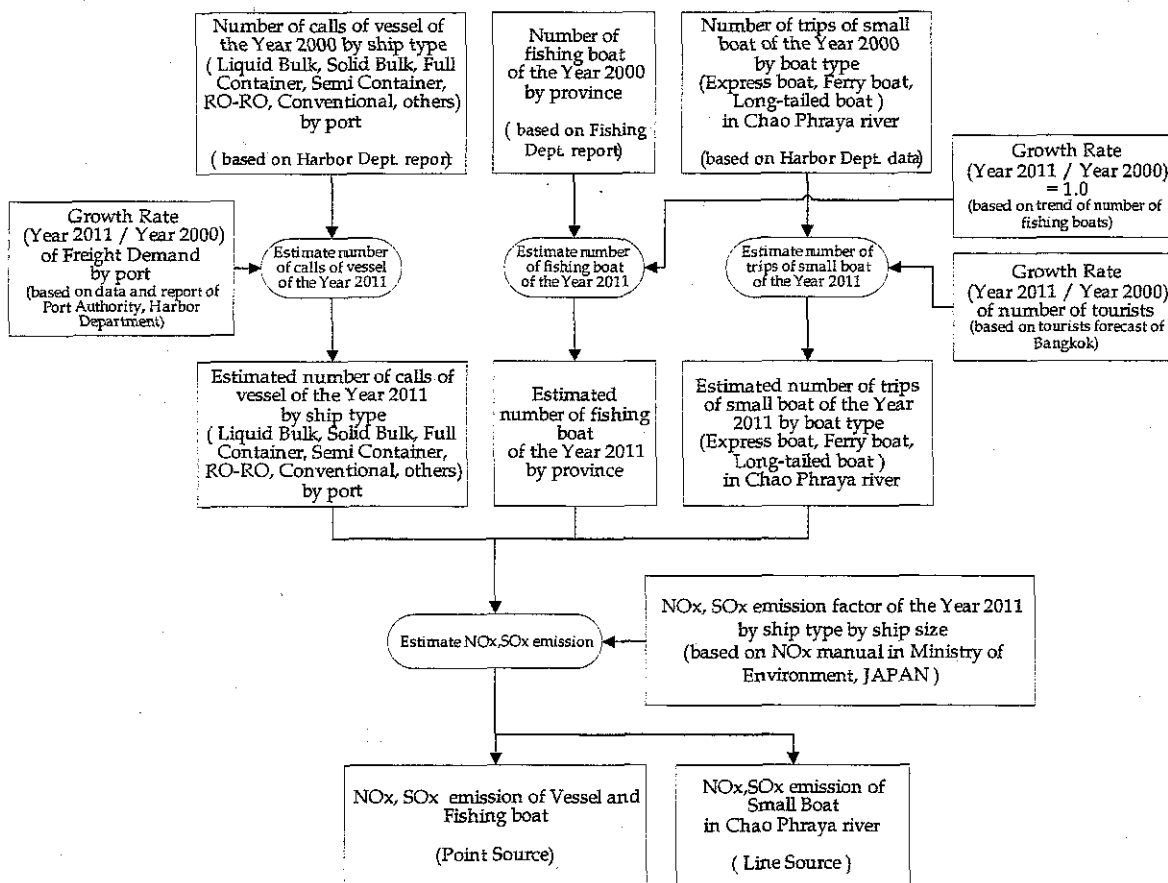 Number of calls of vessel of
the Year 2000 by ship type
( Liquid Bulk, Solid Bulk, Full
Container, Semi Container,
RO-RO, Conventional, others)
by port
( based on Harbor Dept. report)
Number of
fishing boat
of the Year 2000
by province
( based on Fishing
Dept. report)
Number of trips of small
boat of the Year 2000
by boat type
(Express boat, Ferry boat,
Long-tailed boat )
in Chao Phraya river
(based on Harbor Dept. data)
Growth Rate
(Year 2011 / Year 2000)
= 1.0
(based on trend of number of
fishing boats)
Growth Rate
(Year 2011 / Year 2000)
of Freight Demand
by port
(based on data and report of
Port Authority, Harbor
Department)
Estimate number
of calls of vessel
of the Year 2011
Estimate number
of fishing boat
of the Year 2011
Estimate number of
trips of small boat
of the Year 2011
Growth Rate
(Year 2011 / Year 2000)
of number of tourists
(based on tourists forecast of
Bangkok)
Estimated number of calls of
vessel of the Year 2011
by ship type
( Liquid Bulk, Solid Bulk, Full
Container, Semi Container,
RO-RO, Conventional, others)
by port
Estimated
number of fishing
boat
of the Year 2011
by province
Estimated number of trips
of small boat of the Year
2011 by boat type
(Express boat, Ferry boat,
Long-tailed boat )
in Chao Phraya river
Estimate NOx,SOx emission
NOx, SOx emission factor of the Year 2011
by ship type by ship size
(based on NOx manual in Ministry of
Environment, JAPAN )
NOx, SOx emission of Vessel and
Fishing boat
(Point Source)
NOx,SOx emission of
Small Boat
in Chao Phraya river
( Line Source )